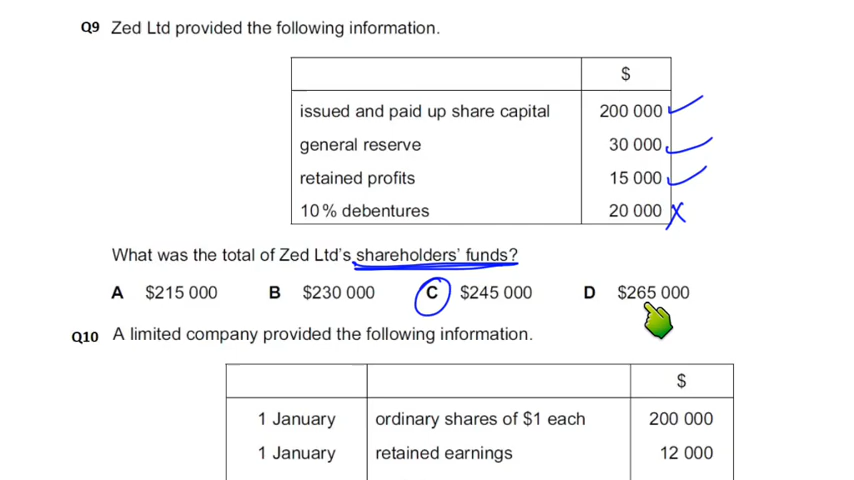 Q9 Zed Ltd provided the following information.
$
issued and paid up share capital 200 000
general reserve 30 000
retained profits 15 000
10% debentures 20 000
What was the total of Zed Ltd's shareholders' funds?
A $215 000 B $230 000 C $245 000 D $265 000
Q10 A limited company provided the following information.
$
1 January ordinary shares of $1 each 200 000
1 January retained earnings 12 000